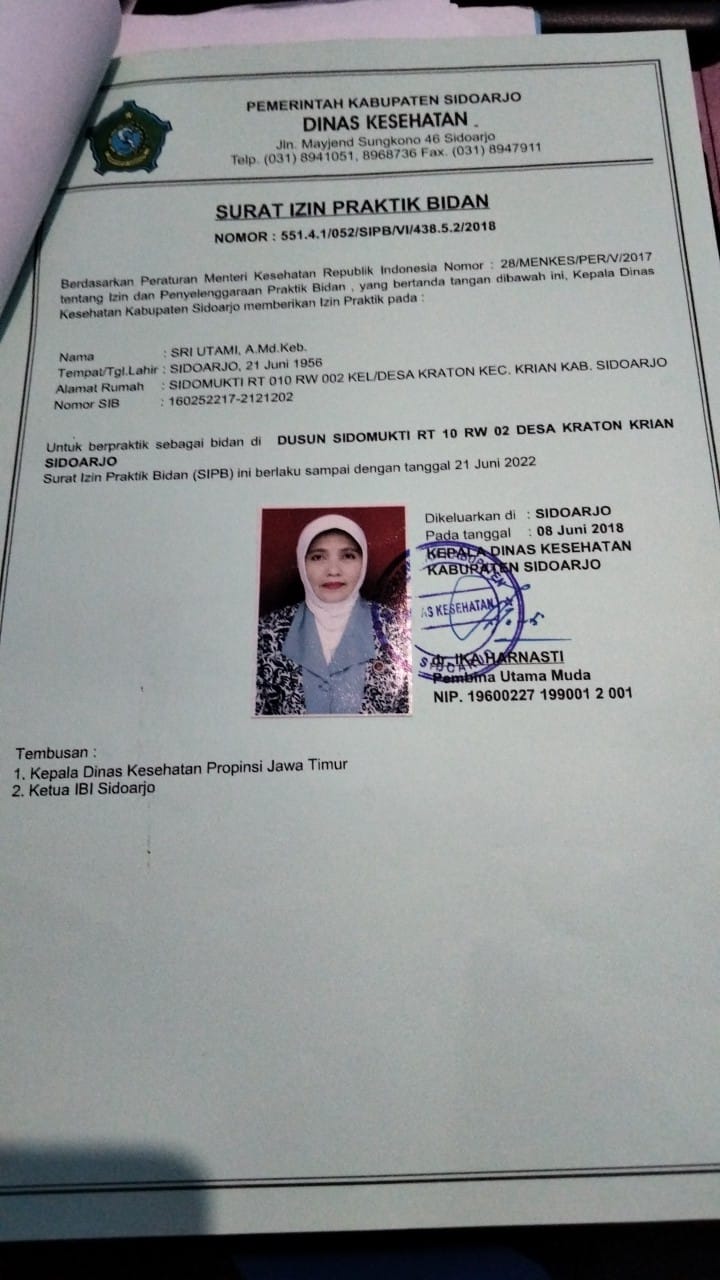 PEMERINTAH KABUPATEN SIDOARJO
DINAS KESEHATAN
Jln. Mayjend Sungkono 46 Sidoarjo
Telp. (031) 8941051, 8968736 Fax. (031) 8947911
SURAT IZIN PRAKTIK BIDAN
NOMOR : 551.4.1/052/SIPB/VI/438.5.2/2018
Berdasarkan Peraturan Menteri Kesehatan Republik Indonesia Nomor : 28/MENKES/PER/V/2017
tentang Izin dan Penyelenggaraan Praktik Bidan , yang bertanda tangan dibawah ini, Kepala Dinas
Kesehatan Kabupaten Sidoarjo memberikan Izin Praktik pada :
Nama : SRI UTAMI, A.Md.Keb.
Tempat/Tgl.Lahir : SIDOARJO, 21 Juni 1956
Alamat Rumah : SIDOMUKTI RT 010 RW 002 KEL/DESA KRATON KEC. KRIAN KAB. SIDOARJO
Nomor SIB : 160252217-2121202
Untuk berpraktik sebagai bidan di DUSUN SIDOMUKTI RT 10 RW 02 DESA KRATON KRIAN
SIDOARJO
Surat Izin Praktik Bidan (SIPB) ini berlaku sampai dengan tanggal 21 Juni 2022
Dikeluarkan di : SIDOARJO
Pada tanggal : 08 Juni 2018
KEPALA DINAS KESEHATAN
KABUPATEN SIDOARJO
AS KESEHATAN
dr. IKA HARNASTI
Pembina Utama Muda
NIP. 19600227 199001 2 001
Tembusan :
1. Kepala Dinas Kesehatan Propinsi Jawa Timur
2. Ketua IBI Sidoarjo